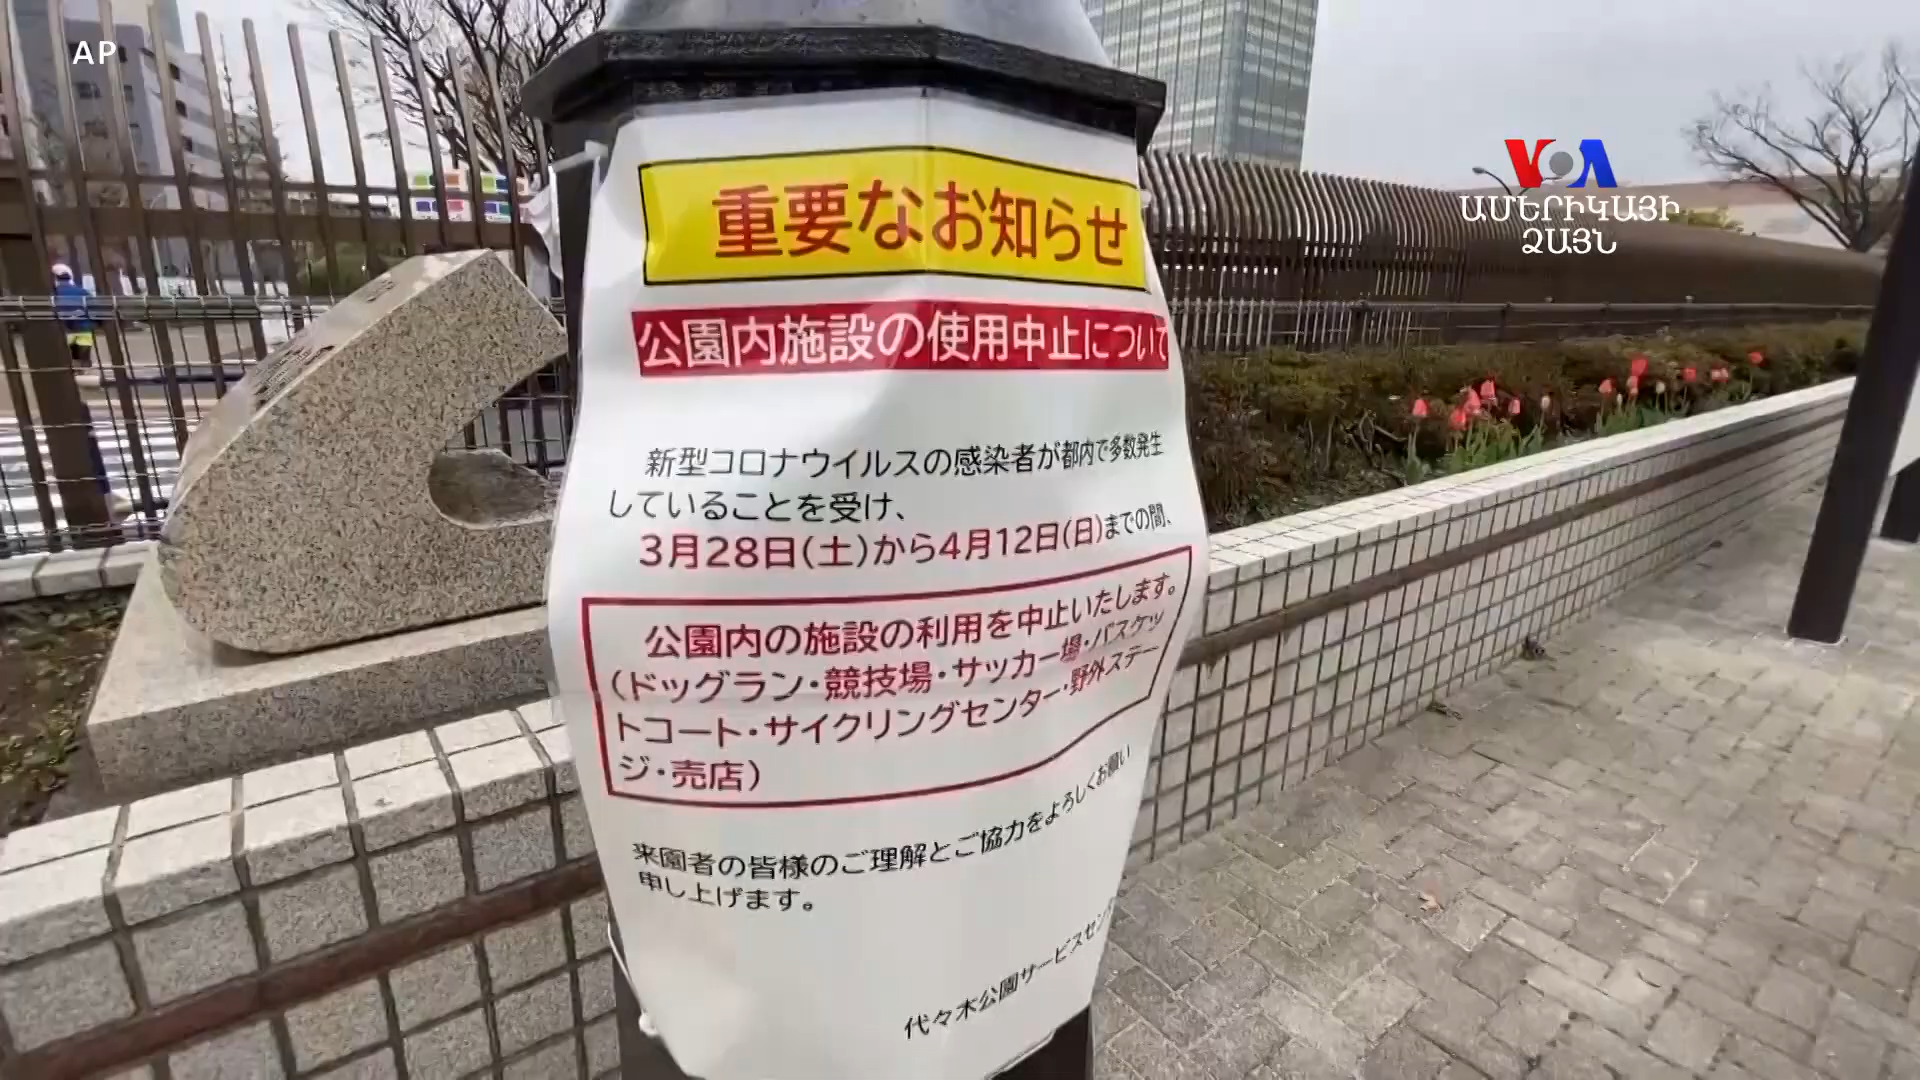 AP
VOA
ԱՄԵՐԻԿԱՅԻ
ՁԱՅՆ
重要なお知らせ
公園内施設の使用中止について
新型コロナウイルスの感染者が都内で多数発生
していることを受け、
3月28日(土)から4月12日(日)までの間、
公園内の施設の利用を中止いたします。
(ドッグラン・競技場・サッカー場・バスケッ
トコート・サイクリングセンター・野外ステー
ジ・売店)
来園者の皆様のご理解とご協力をよろしくお願い
申し上げます。
代々木公園サービスセン